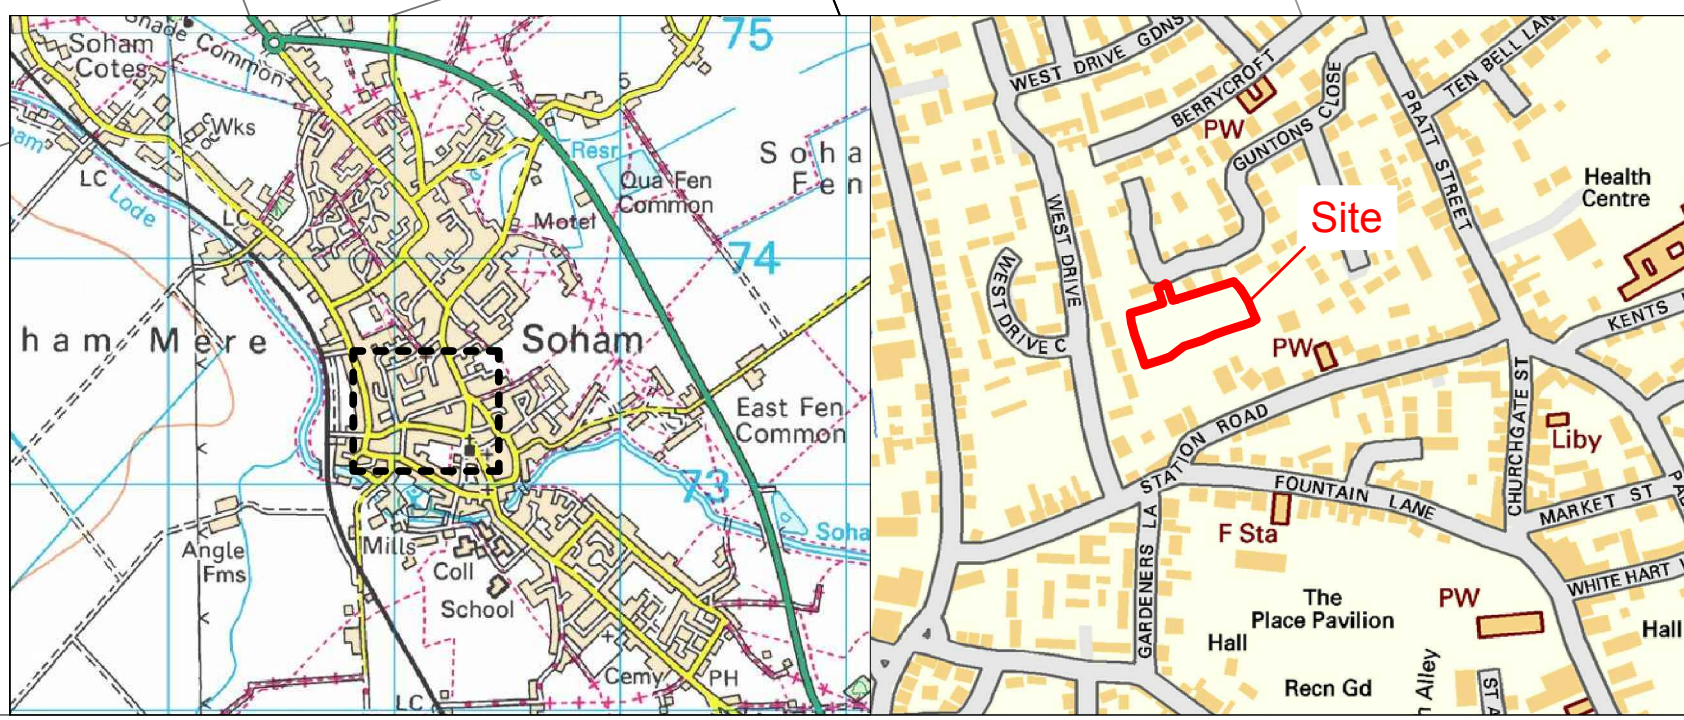 Soham
Cotes
Shade Common
75
5
Wks
LC
Lode
LC
Resr
Qua Fen
Common
Soha
Fen
Motel
74
ham Mere
Soham
East Fen
Common
73
Soha
Angle
Fms
Mills
Coll
School
Cemy
PH
LC
WEST DRIVE GDNS
BERRYCROFT
PW
GUNTONS CLOSE
TEN BELL LAN
PRATT STREET
Health
Centre
Site
WEST DRIVE
WEST DRIVE C
PW
KENTS
STATION ROAD
CHURCHGATE ST
Liby
FOUNTAIN LANE
MARKET ST
F Sta
GARDENERS LA
WHITE HART
The
Place Pavilion
PW
Hall
Hall
Recn Gd
n Alley
ST A